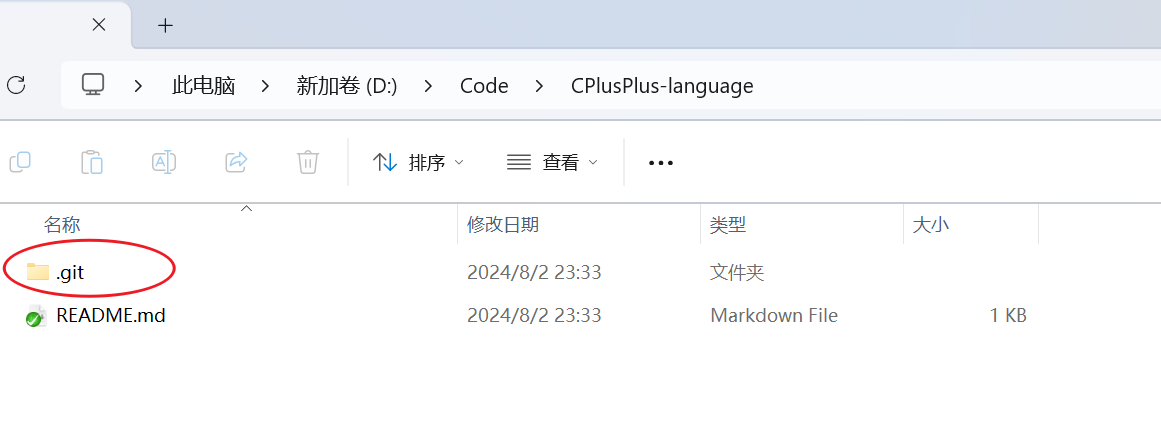 此电脑 新加卷 (D:) Code CPlusPlus-language
排序 查看
名称 修改日期 类型 大小
.git 2024/8/2 23:33 文件夹
README.md 2024/8/2 23:33 Markdown File 1 KB